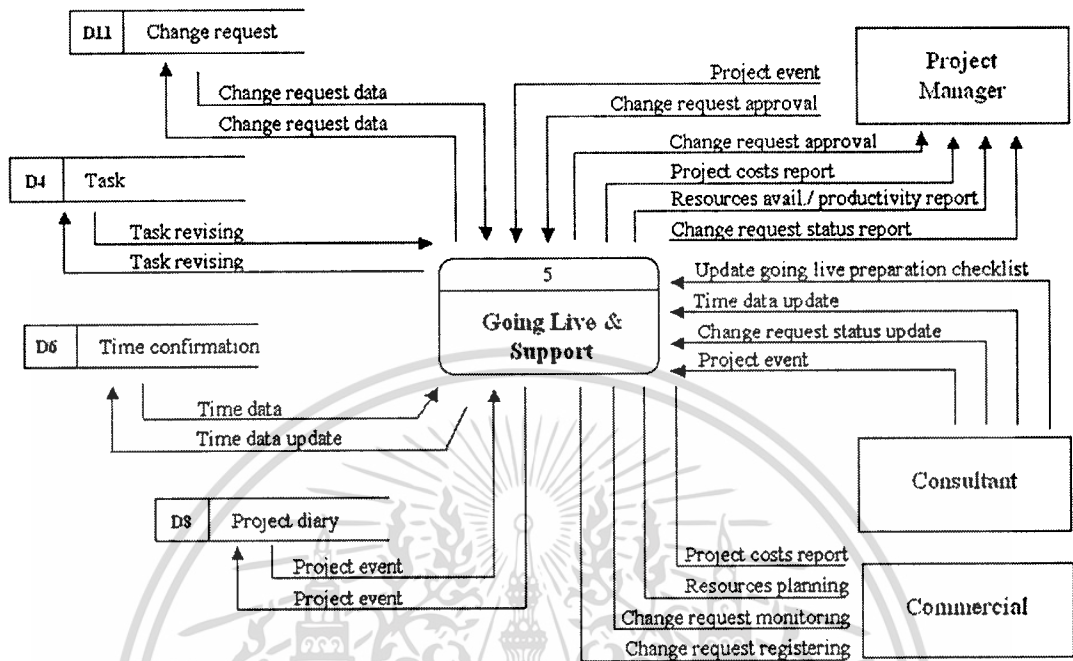 D11 Change request
Change request data
Change request data
D4 Task
Task revising
Task revising
D6 Time confirmation
Time data
Time data update
D8 Project diary
Project event
Project event
Project event
Change request approval
Change request approval
Project costs report
Resources avail./ productivity report
Change request status report
Project
Manager
5
Going Live &
Support
Update going live preparation checklist
Time data update
Change request status update
Project event
Consultant
Project costs report
Resources planning
Change request monitoring
Change request registering
Commercial